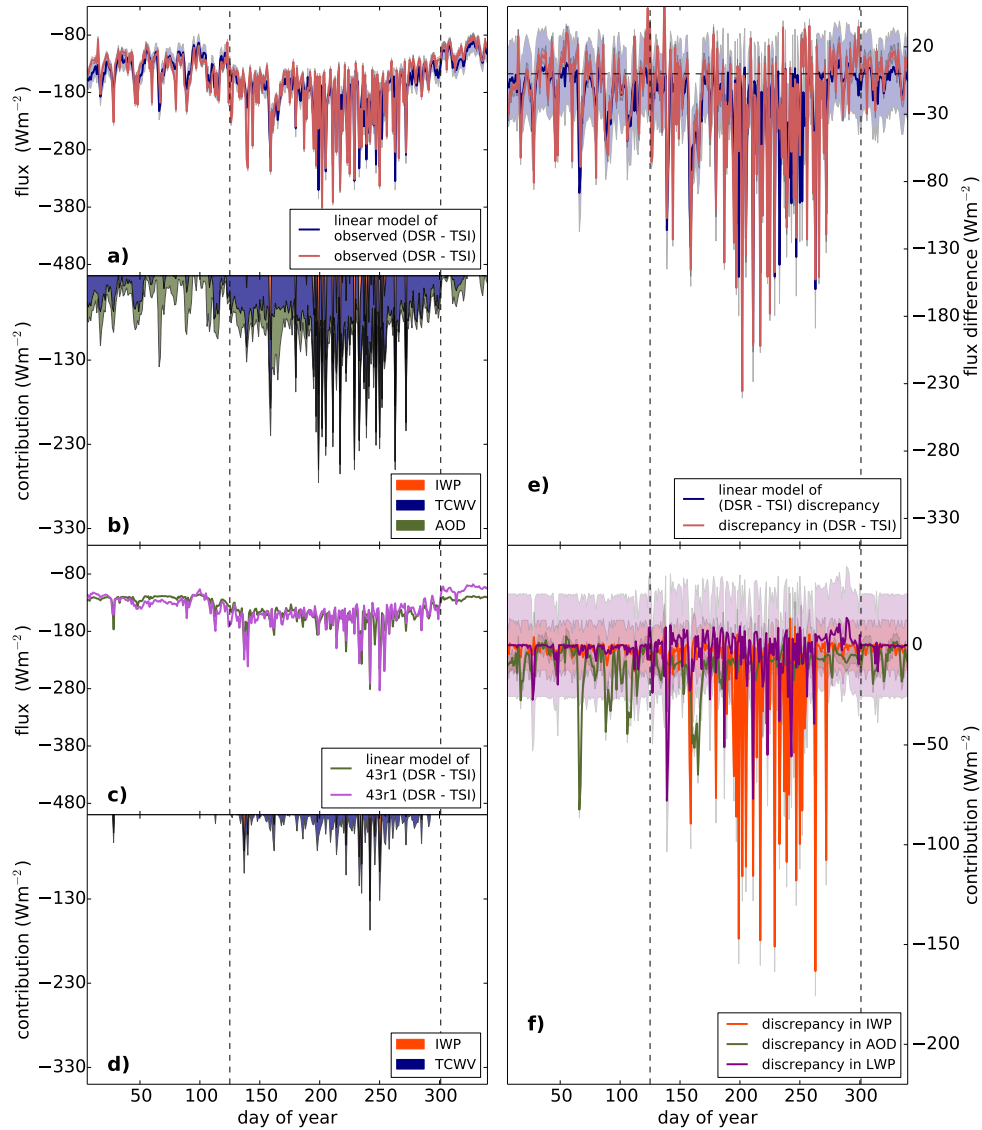 −80
−180
−280
−380
−480
flux (Wm−2)
linear model of
observed (DSR - TSI)
observed (DSR - TSI)
a)
−130
−230
−330
contribution (Wm−2)
IWP
TCWV
AOD
b)
−80
−180
−280
−380
−480
flux (Wm−2)
linear model of
43r1 (DSR - TSI)
43r1 (DSR - TSI)
c)
−130
−230
−330
contribution (Wm−2)
IWP
TCWV
d)
50 100 150 200 250 300
day of year
20
−30
−80
−130
−180
−230
−280
−330
flux difference (Wm−2)
e)
linear model of
(DSR - TSI) discrepancy
discrepancy in (DSR - TSI)
0
−50
−100
−150
−200
contribution (Wm−2)
f)
discrepancy in IWP
discrepancy in AOD
discrepancy in LWP
50 100 150 200 250 300
day of year